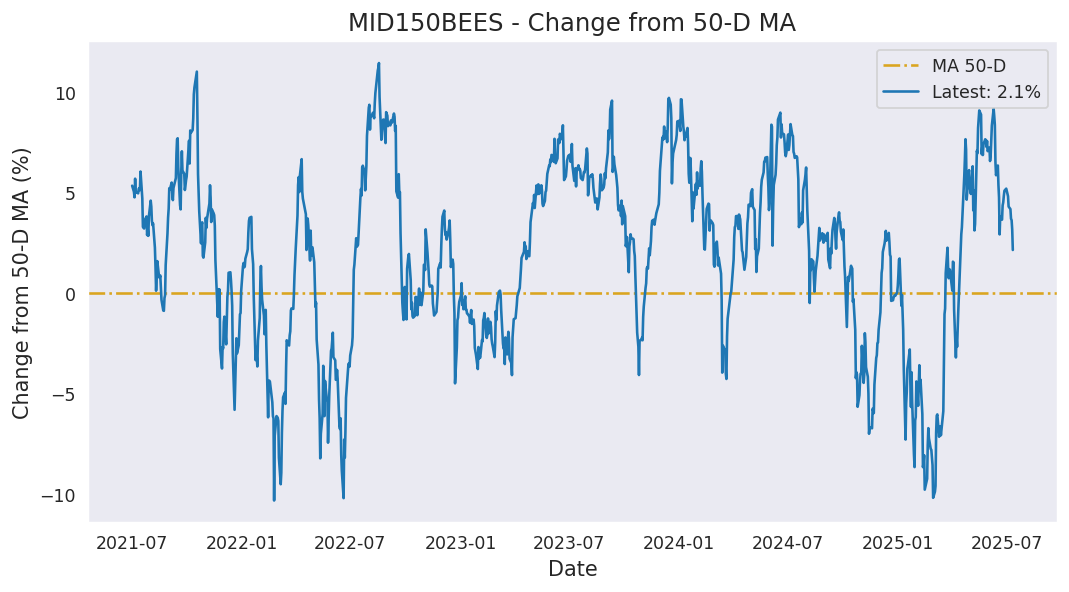 MID150BEES - Change from 50-D MA
MA 50-D
Latest: 2.1%
Change from 50-D MA (%)
10
5
0
−5
−10
2021-07 2022-01 2022-07 2023-01 2023-07 2024-01 2024-07 2025-01 2025-07
Date